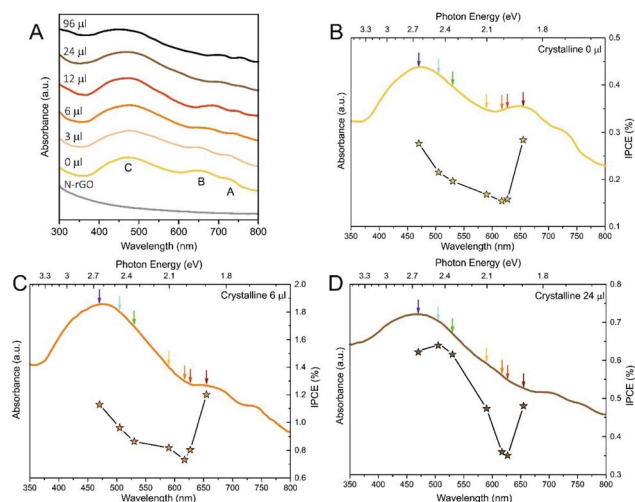 A
96 µl
24 µl
12 µl
6 µl
3 µl
0 µl
N-rGO
C
B
A
Absorbance (a.u.)
300 400 500 600 700 800
Wavelength (nm)
B
Photon Energy (eV)
3.3 3 2.7 2.4 2.1 1.8
Crystalline 0 µl
Absorbance (a.u.)
IPCE (%)
0.5
0.4
0.3
0.2
0.1
350 400 450 500 550 600 650 700 750 800
Wavelength (nm)
C
Photon Energy (eV)
3.3 3 2.7 2.4 2.1 1.8
Crystalline 6 µl
Absorbance (a.u.)
IPCE (%)
2.0
1.8
1.6
1.4
1.2
1.0
0.8
0.6
350 400 450 500 550 600 650 700 750 800
Wavelength (nm)
D
Photon Energy (eV)
3.3 3 2.7 2.4 2.1 1.8
Crystalline 24 µl
Absorbance (a.u.)
IPCE (%)
0.8
0.7
0.6
0.5
0.4
0.3
350 400 450 500 550 600 650 700 750 800
Wavelength (nm)